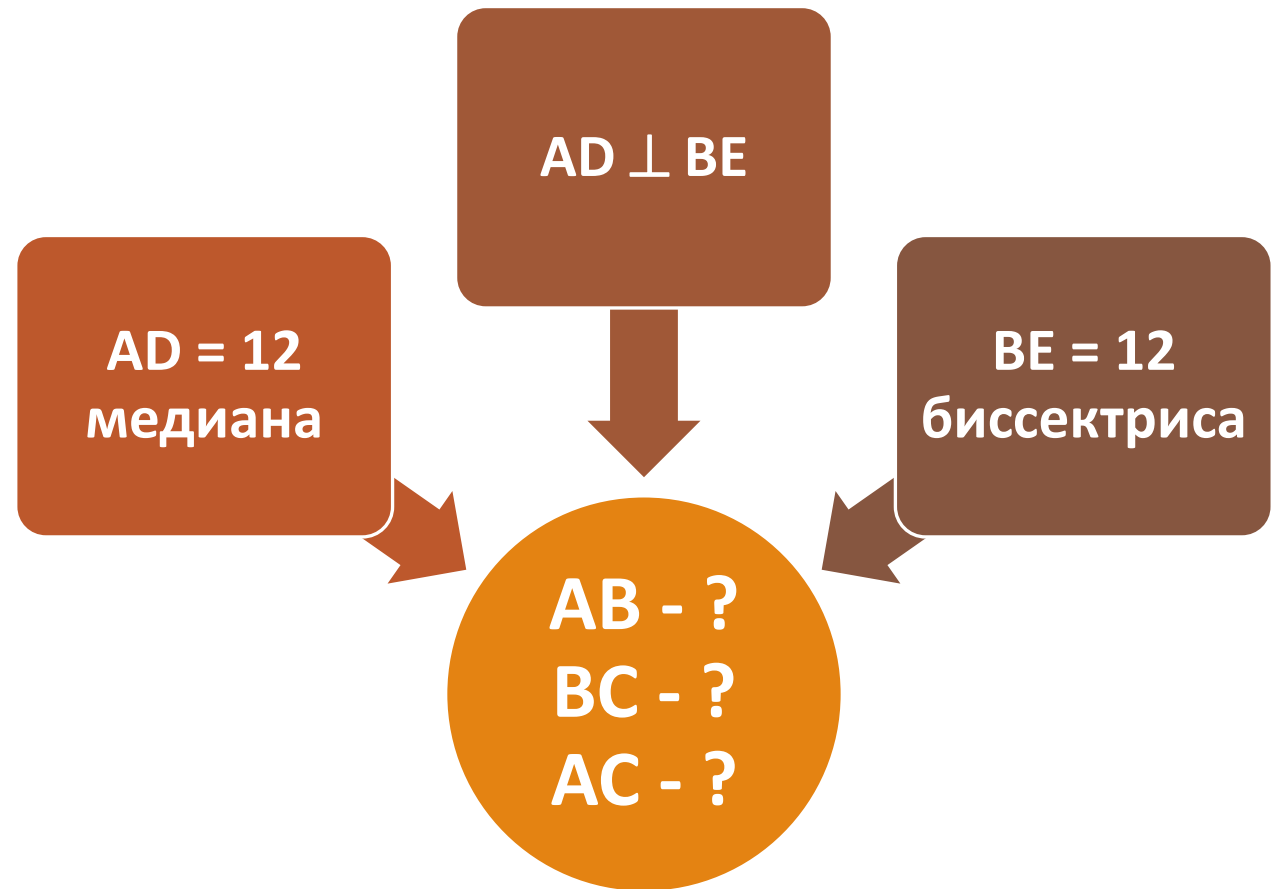 AD ⊥ BE
AD = 12
медиана
BE = 12
биссектриса
AB - ?
BC - ?
AC - ?